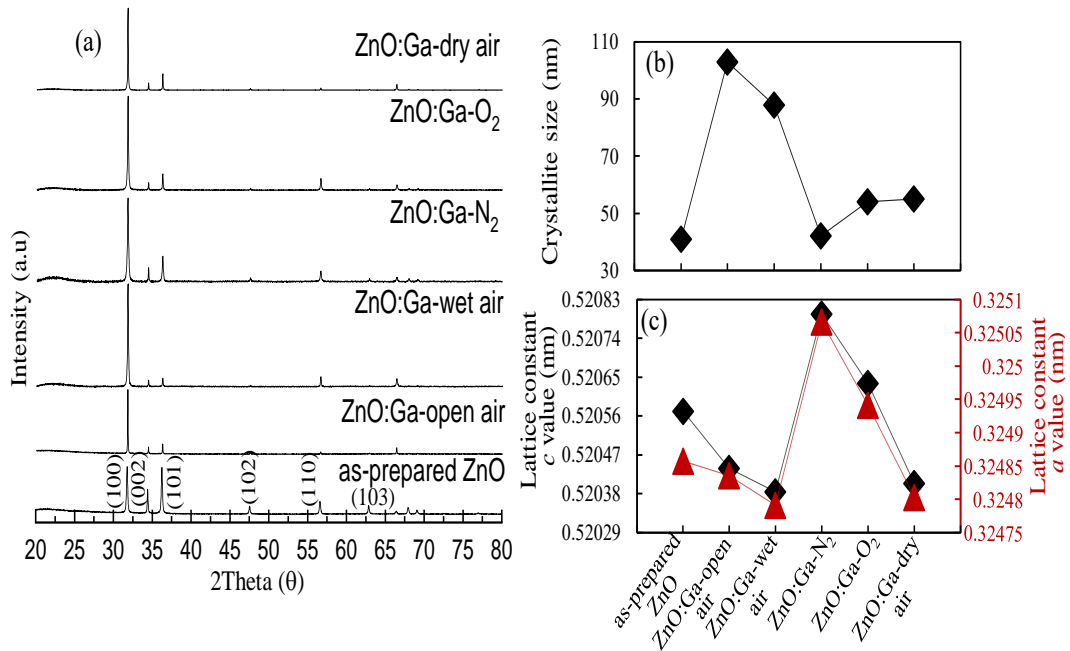 (a)
ZnO:Ga-dry air
ZnO:Ga-O2
ZnO:Ga-N2
ZnO:Ga-wet air
ZnO:Ga-open air
as-prepared ZnO
(100)
(002)
(101)
(102)
(110)
(103)
Intensity (a.u)
20 25 30 35 40 45 50 55 60 65 70 75 80
2Theta (θ)
(b)
Crystallite size (nm)
110
90
70
50
30
(c)
Lattice constant
c value (nm)
0.52083
0.52074
0.52065
0.52056
0.52047
0.52038
0.52029
0.3251
0.32505
0.325
0.32495
0.3249
0.32485
0.3248
0.32475
Lattice constant
a value (nm)
as-prepared
ZnO
ZnO:Ga-open
air
ZnO:Ga-wet
air
ZnO:Ga-N2
ZnO:Ga-O2
ZnO:Ga-dry
air